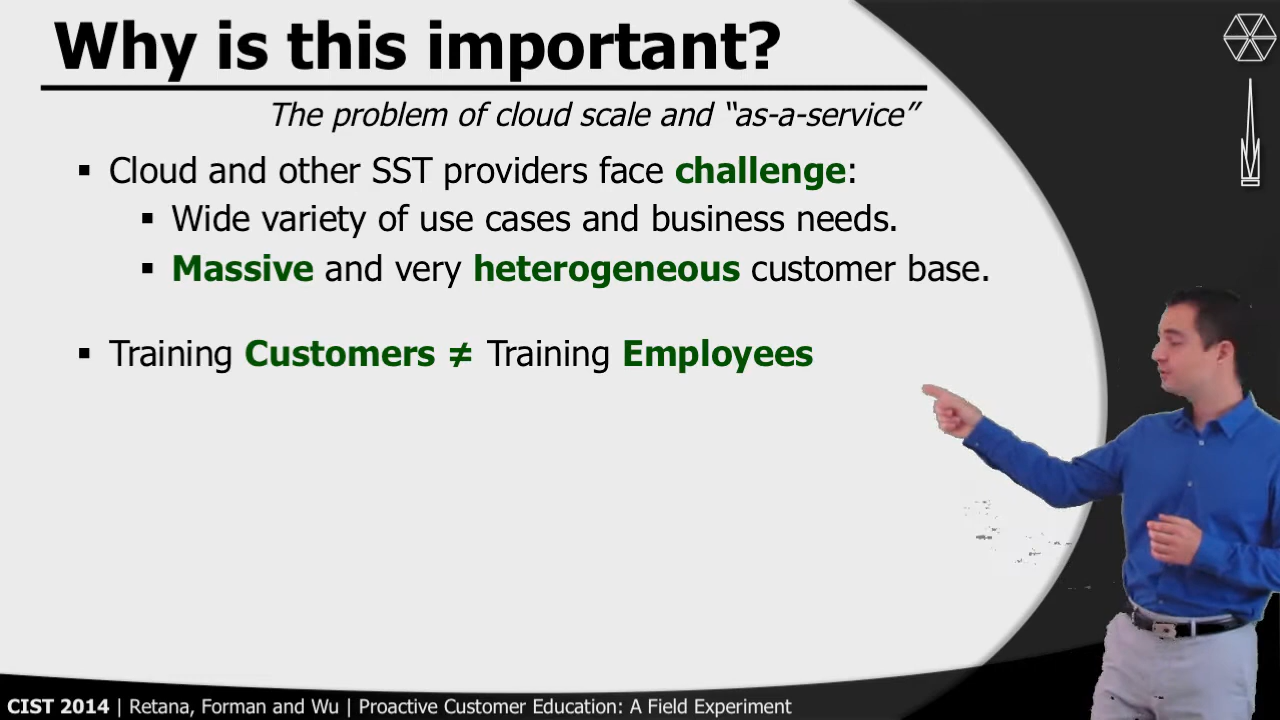 Why is this important?
The problem of cloud scale and “as-a-service”
▪ Cloud and other SST providers face challenge:
▪ Wide variety of use cases and business needs.
▪ Massive and very heterogeneous customer base.
▪ Training Customers ≠ Training Employees
CIST 2014 | Retana, Forman and Wu | Proactive Customer Education: A Field Experiment